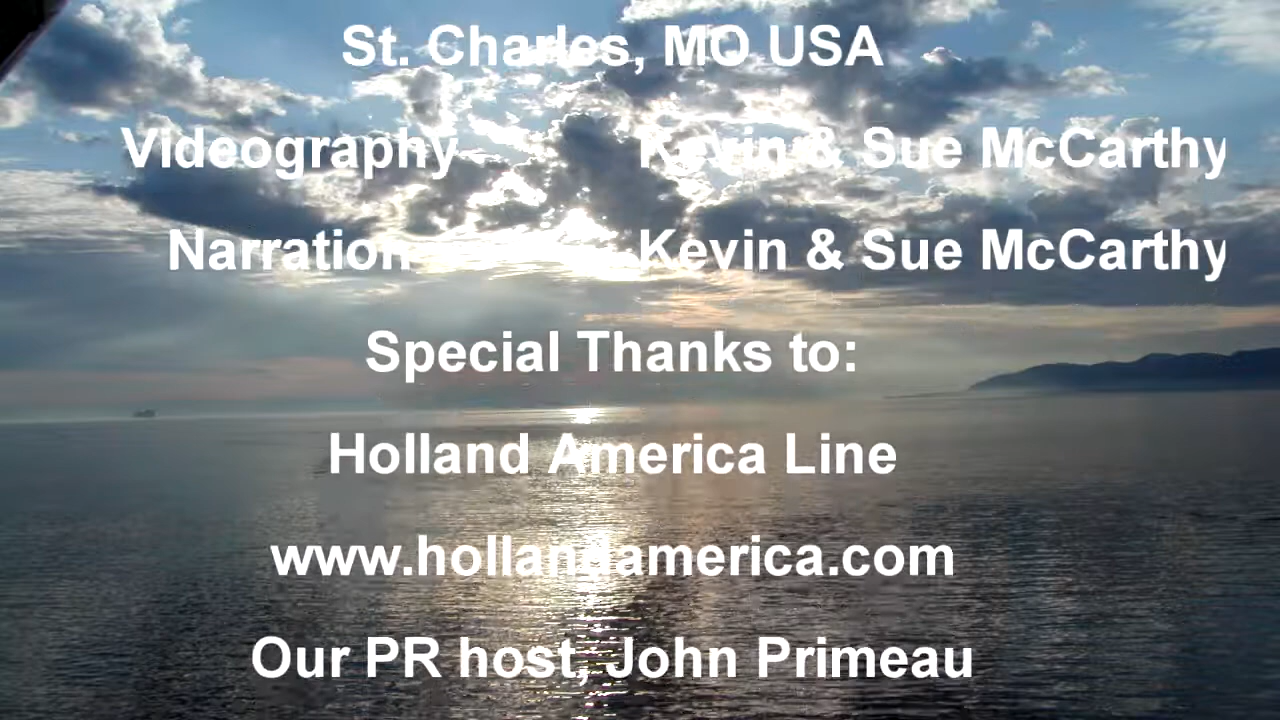 St. Charles, MO USA
Videography Kevin & Sue McCarthy
Narration Kevin & Sue McCarthy
Special Thanks to:
Holland America Line
www.hollandamerica.com
Our PR host, John Primeau